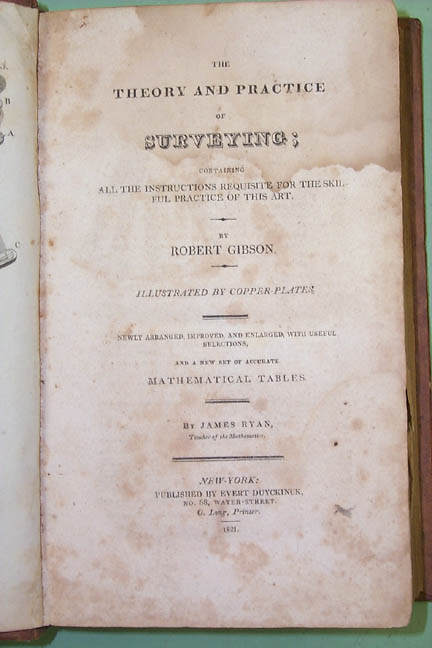 THE
THEORY AND PRACTICE
OF
SURVEYING;
CONTAINING
ALL THE INSTRUCTIONS REQUISITE FOR THE SKIL-
FUL PRACTICE OF THIS ART.
BY
ROBERT GIBSON.
ILLUSTRATED BY COPPER-PLATES.
NEWLY ARRANGED, IMPROVED, AND ENLARGED, WITH USEFUL
SELECTIONS,
AND A NEW SET OF ACCURATE
MATHEMATICAL TABLES.
BY JAMES RYAN,
Teacher of the Mathematics.
NEW-YORK:
PUBLISHED BY EVERT DUYCKINCK,
NO. 68, WATER-STREET.
G. Long, Printer.
1821.
B
A
C